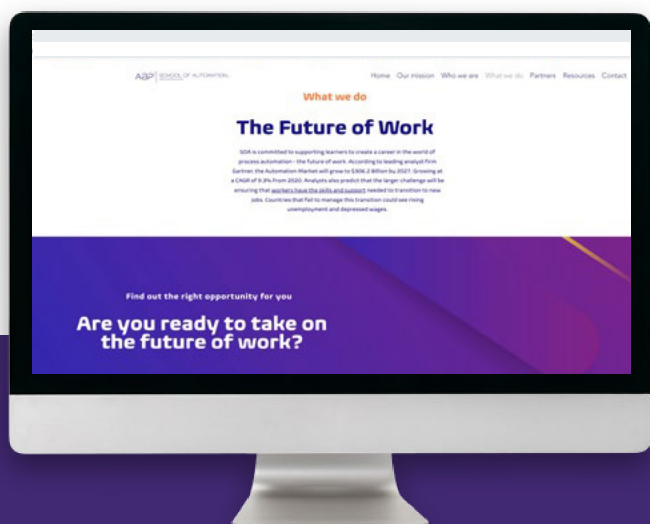 ABP SCHOOL OF AUTOMATION
Home Our mission Who we are What we do Partners Resources Contact
What we do
The Future of Work
SOA is committed to supporting learners to create a career in the world of
process automation - the future of work. According to leading analyst firm
Gartner, the Automation Market will grow to $306.2 Billion by 2027, Growing at
a CAGR of 9.3% From 2020. Analysts also predict that the larger challenge will be
ensuring that workers have the skills and support needed to transition to new
jobs. Countries that fail to manage this transition could see rising
unemployment and depressed wages.
Find out the right opportunity for you
Are you ready to take on
the future of work?